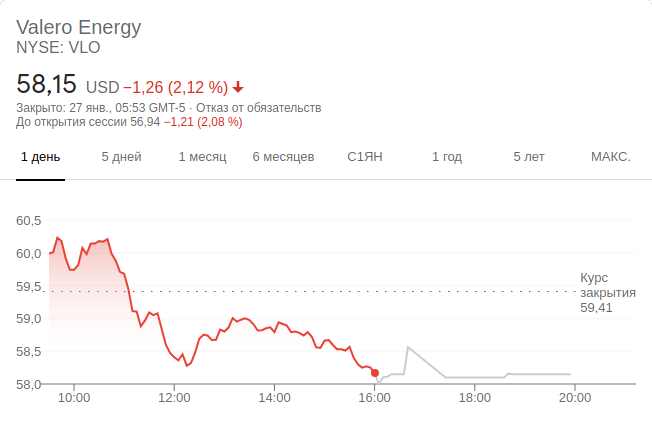 Valero Energy
NYSE: VLO
58,15 USD −1,26 (2,12 %)
Закрыто: 27 янв., 05:53 GMT-5 · Отказ от обязательств
До открытия сессии 56,94 −1,21 (2,08 %)
1 день 5 дней 1 месяц 6 месяцев С1ЯН 1 год 5 лет МАКС.
60,5
60,0
59,5
59,0
58,5
58,0
Курс
закрытия
59,41
10:00 12:00 14:00 16:00 18:00 20:00